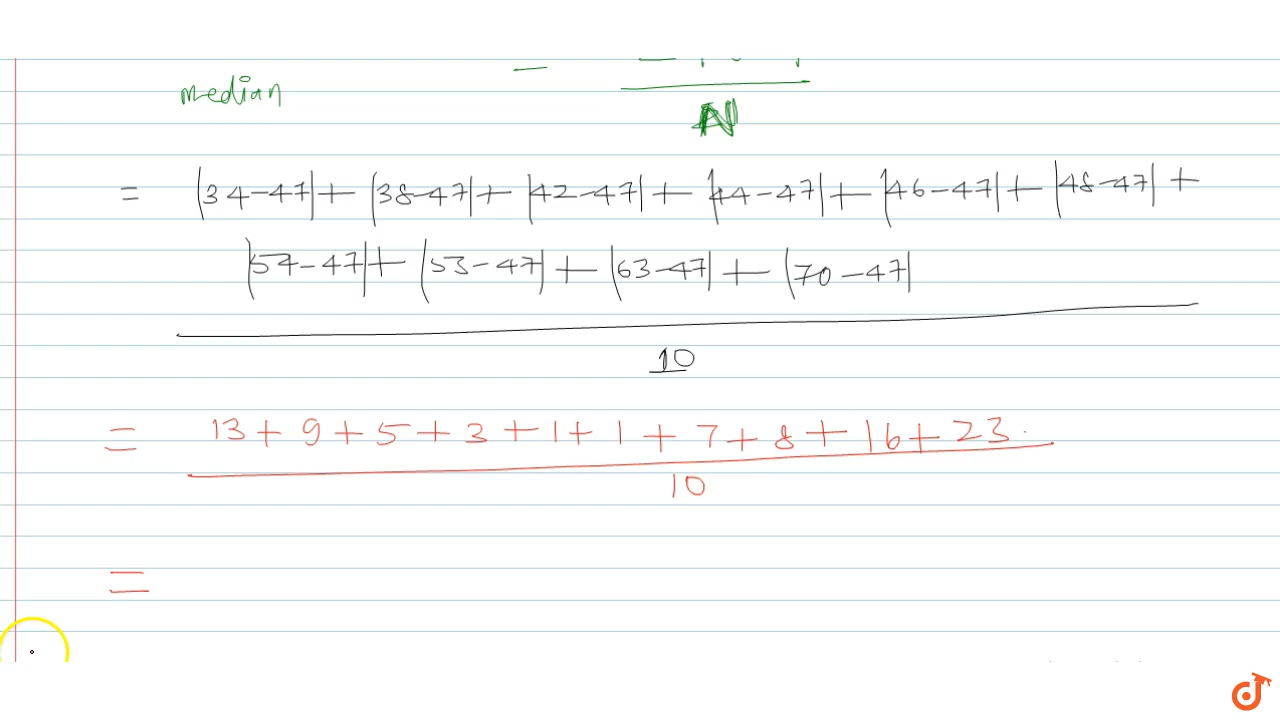 median =
N
= |34-47| + |38-47| + |42-47| + |44-47| + |46-47| + |48-47| +
|54-47| + |53-47| + |63-47| + |70-47|
10
= 13 + 9 + 5 + 3 + 1 + 1 + 7 + 8 + 16 + 23
10
=